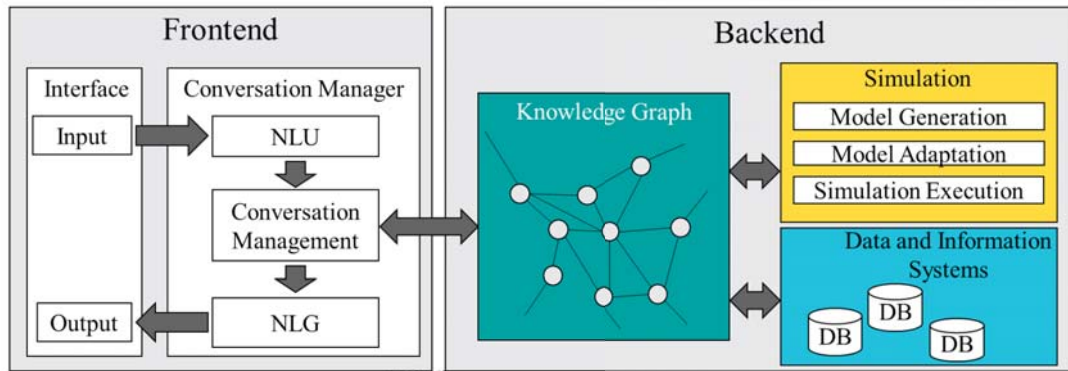 Frontend
Interface
Input
Output
Conversation Manager
NLU
Conversation
Management
NLG
Backend
Knowledge Graph
Simulation
Model Generation
Model Adaptation
Simulation Execution
Data and Information
Systems
DB
DB
DB